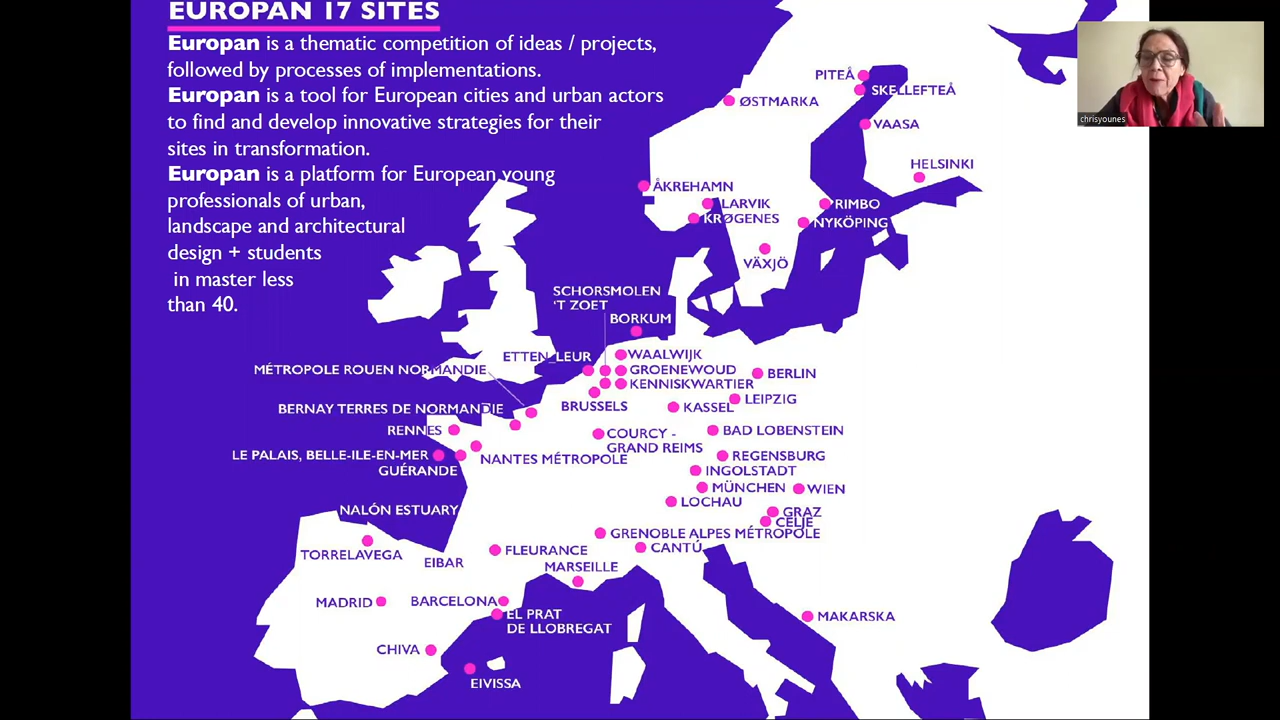 EUROPAN 17 SITES
Europan is a thematic competition of ideas / projects,
followed by processes of implementations.
Europan is a tool for European cities and urban actors
to find and develop innovative strategies for their
sites in transformation.
Europan is a platform for European young
professionals of urban,
landscape and architectural
design + students
in master less
than 40.
chrisyounes
PITEÅ
SKELLEFTEÅ
ØSTMARKA
VAASA
HELSINKI
ÅKREHAMN
LARVIK
RIMBO
KRØGENES
NYKÖPING
VÄXJÖ
SCHORSMOLEN
'T ZOET
BORKUM
ETTEN_LEUR
WAALWIJK
MÉTROPOLE ROUEN NORMANDIE
GROENEWOUD
BERLIN
KENNISKWARTIER
LEIPZIG
BERNAY TERRES DE NORMANDIE
BRUSSELS
KASSEL
RENNES
COURCY -
GRAND REIMS
BAD LOBENSTEIN
LE PALAIS, BELLE-ILE-EN-MER
NANTES MÉTROPOLE
REGENSBURG
GUÉRANDE
INGOLSTADT
MÜNCHEN
WIEN
LOCHAU
NALÓN ESTUARY
GRAZ
CELJE
GRENOBLE ALPES MÉTROPOLE
CANTÚ
TORRELAVEGA
EIBAR
FLEURANCE
MARSEILLE
MADRID
BARCELONA
EL PRAT
DE LLOBREGAT
MAKARSKA
CHIVA
EIVISSA